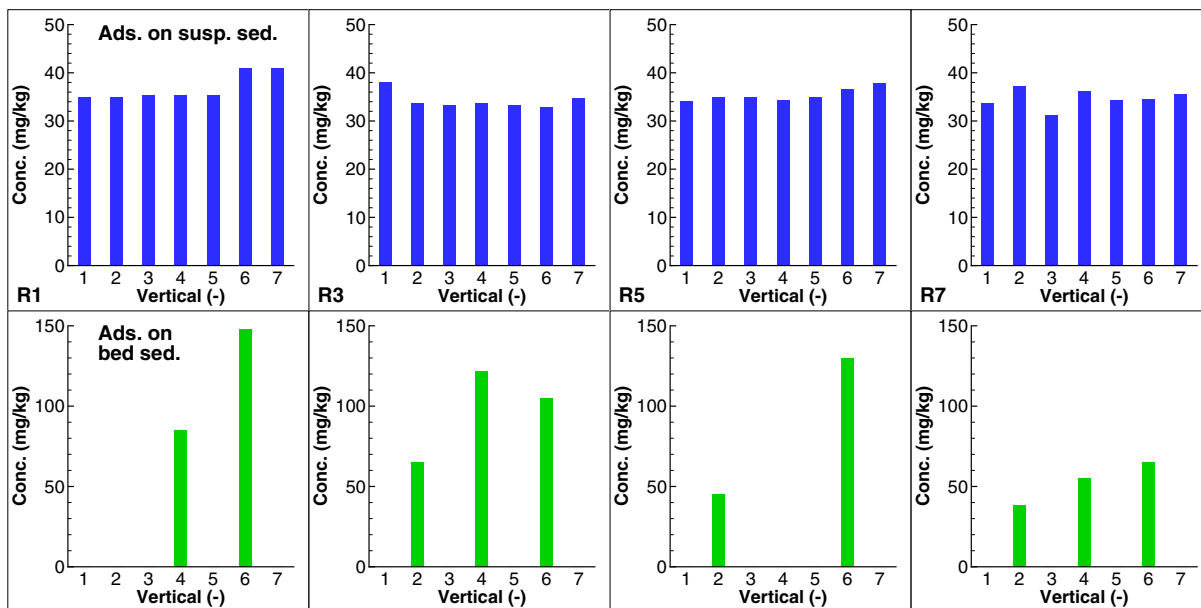 50
40
30
20
10
0
Conc. (mg/kg)
Ads. on susp. sed.
1 2 3 4 5 6 7
Vertical (-)
R1
50
40
30
20
10
0
Conc. (mg/kg)
1 2 3 4 5 6 7
Vertical (-)
R3
50
40
30
20
10
0
Conc. (mg/kg)
1 2 3 4 5 6 7
Vertical (-)
R5
50
40
30
20
10
0
Conc. (mg/kg)
1 2 3 4 5 6 7
Vertical (-)
R7
150
100
50
0
Conc. (mg/kg)
Ads. on
bed sed.
1 2 3 4 5 6 7
Vertical (-)
150
100
50
0
Conc. (mg/kg)
1 2 3 4 5 6 7
Vertical (-)
150
100
50
0
Conc. (mg/kg)
1 2 3 4 5 6 7
Vertical (-)
150
100
50
0
Conc. (mg/kg)
1 2 3 4 5 6 7
Vertical (-)